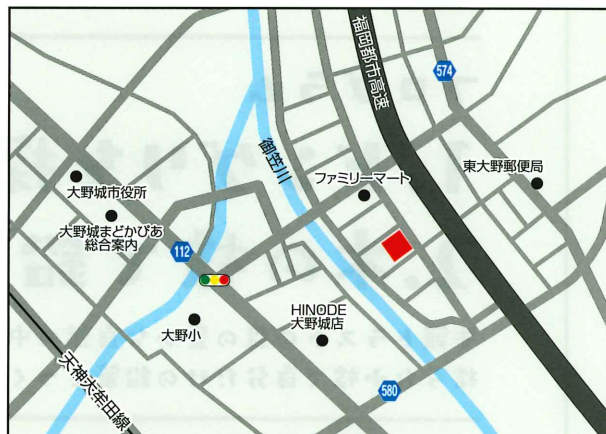 福岡都市高速
574
御笠川
東大野郵便局
ファミリーマート
大野城市役所
大野城まどかぴあ
総合案内
112
HINODE
大野城店
大野小
天神大牟田線
580